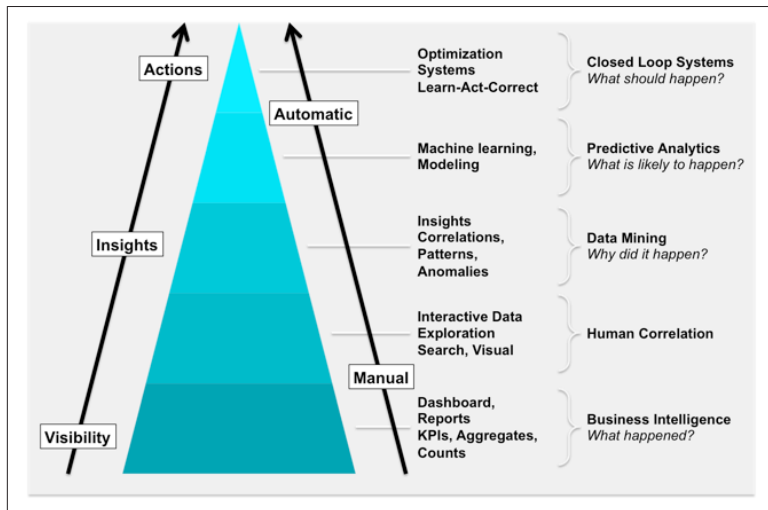 Actions
Insights
Visibility
Automatic
Manual
Optimization
Systems
Learn-Act-Correct
Closed Loop Systems
What should happen?
Machine learning,
Modeling
Predictive Analytics
What is likely to happen?
Insights
Correlations,
Patterns,
Anomalies
Data Mining
Why did it happen?
Interactive Data
Exploration
Search, Visual
Human Correlation
Dashboard,
Reports
KPIs, Aggregates,
Counts
Business Intelligence
What happened?